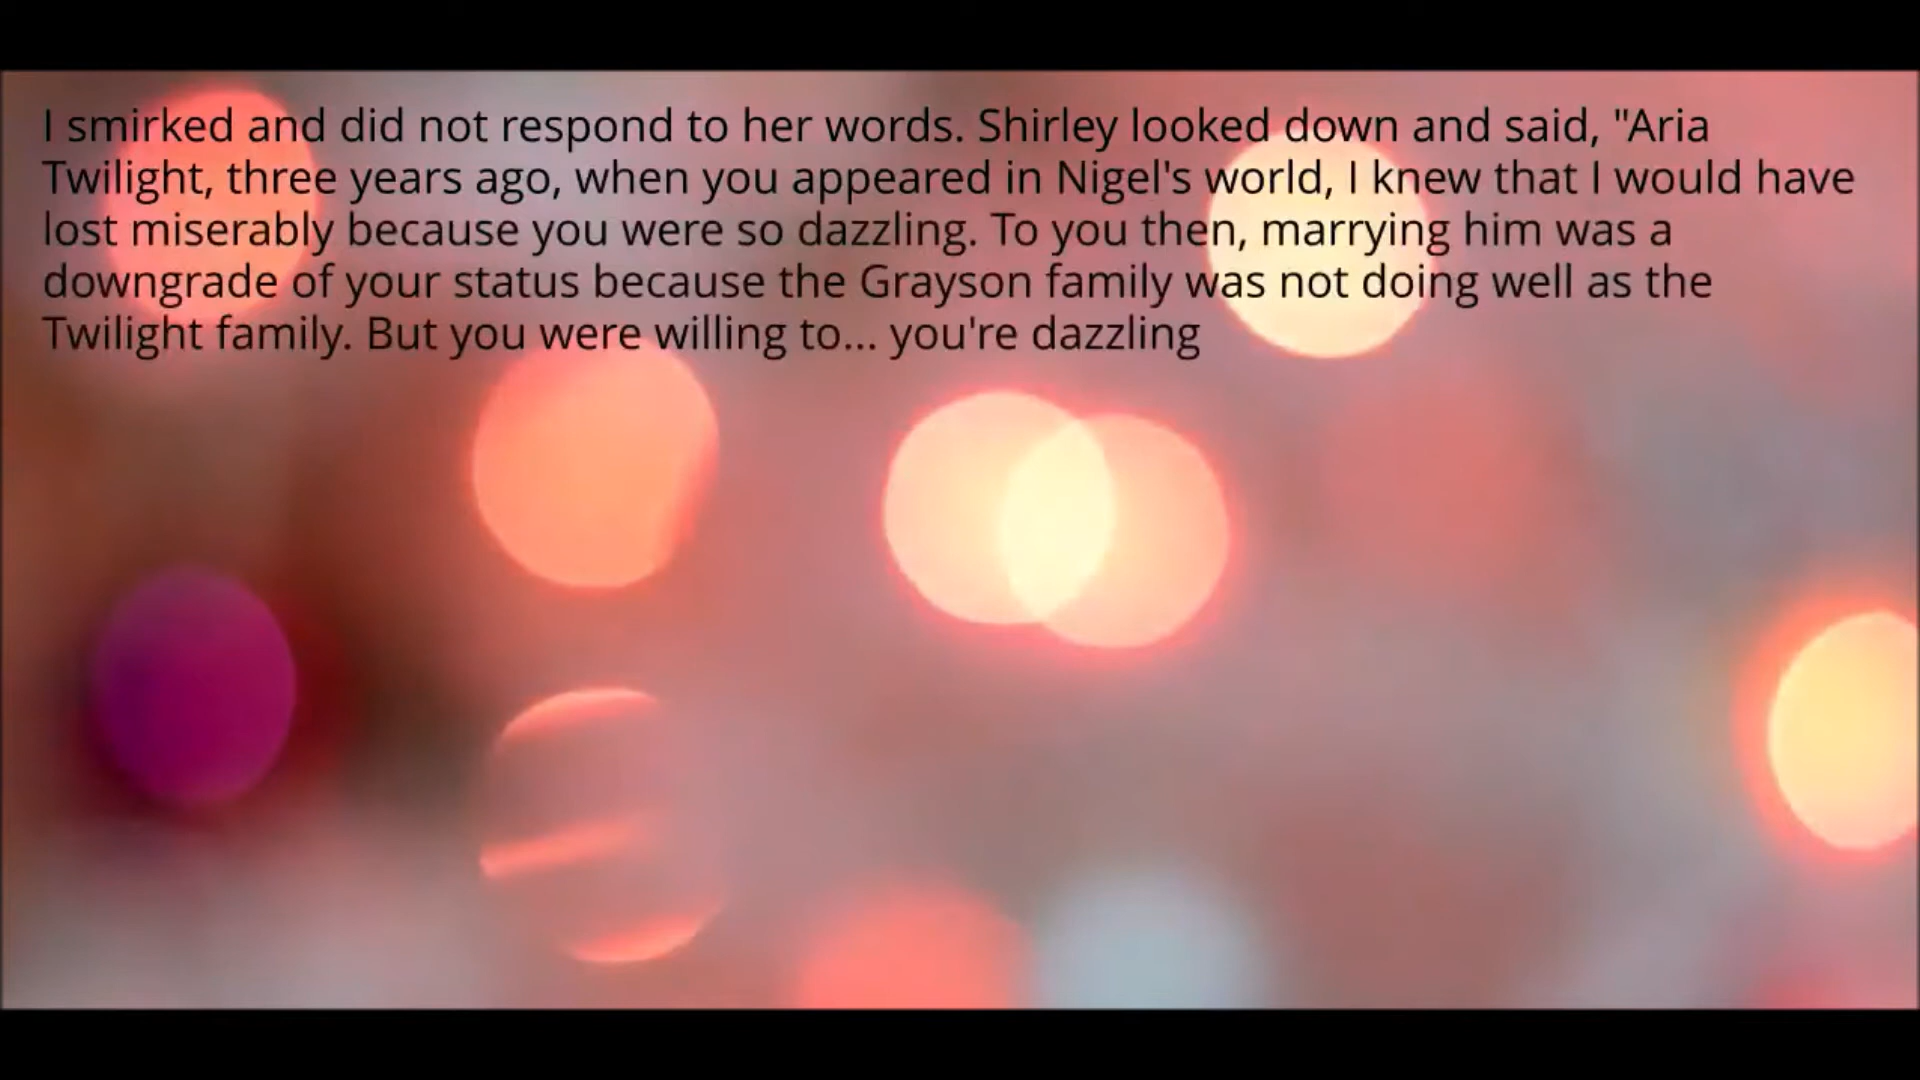 I smirked and did not respond to her words. Shirley looked down and said, "Aria
Twilight, three years ago, when you appeared in Nigel's world, I knew that I would have
lost miserably because you were so dazzling. To you then, marrying him was a
downgrade of your status because the Grayson family was not doing well as the
Twilight family. But you were willing to... you're dazzling